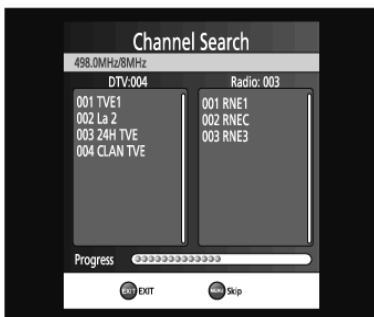 Channel Search
498.0MHz/8MHz
DTV:004
Radio: 003
001 TVE1
002 La 2
003 24H TVE
004 CLAN TVE
001 RNE1
002 RNEC
003 RNE3
Progress
EXIT EXIT
MENU Skip